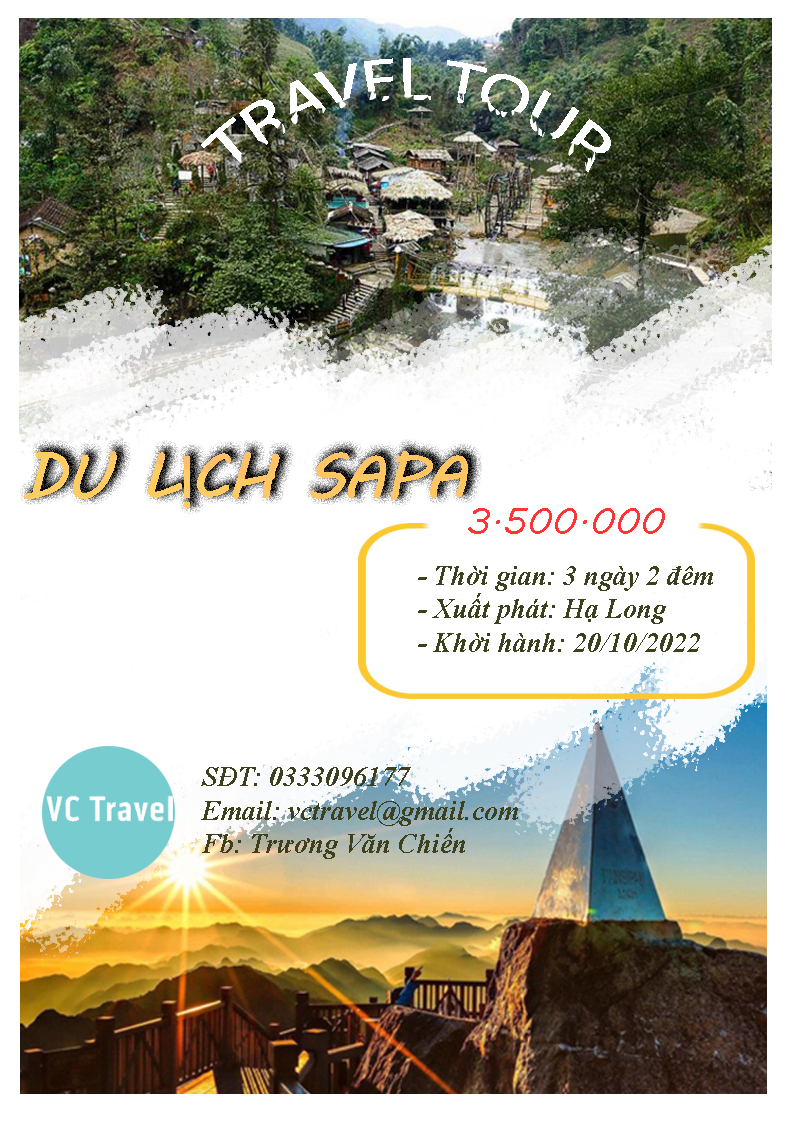 TRAVEL TOUR
DU LỊCH SAPA
3.500.000
- Thời gian: 3 ngày 2 đêm
- Xuất phát: Hạ Long
- Khời hành: 20/10/2022
SĐT: 0333096177
VC Travel
Email: vctravel@gmail.com
Fb: Trương Văn Chiến